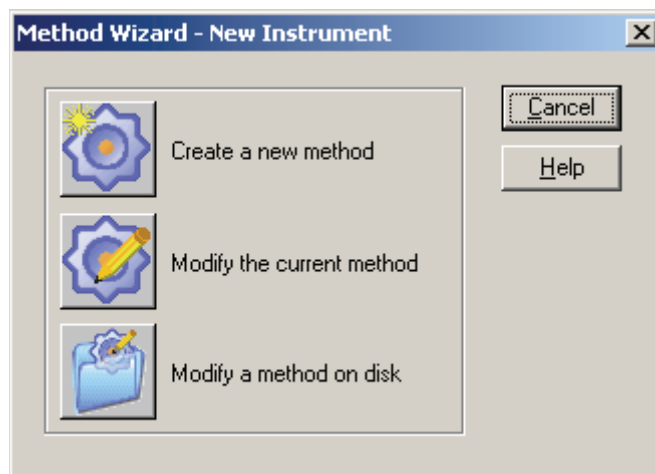 Method Wizard - New Instrument
Create a new method
Modify the current method
Modify a method on disk
Cancel
Help